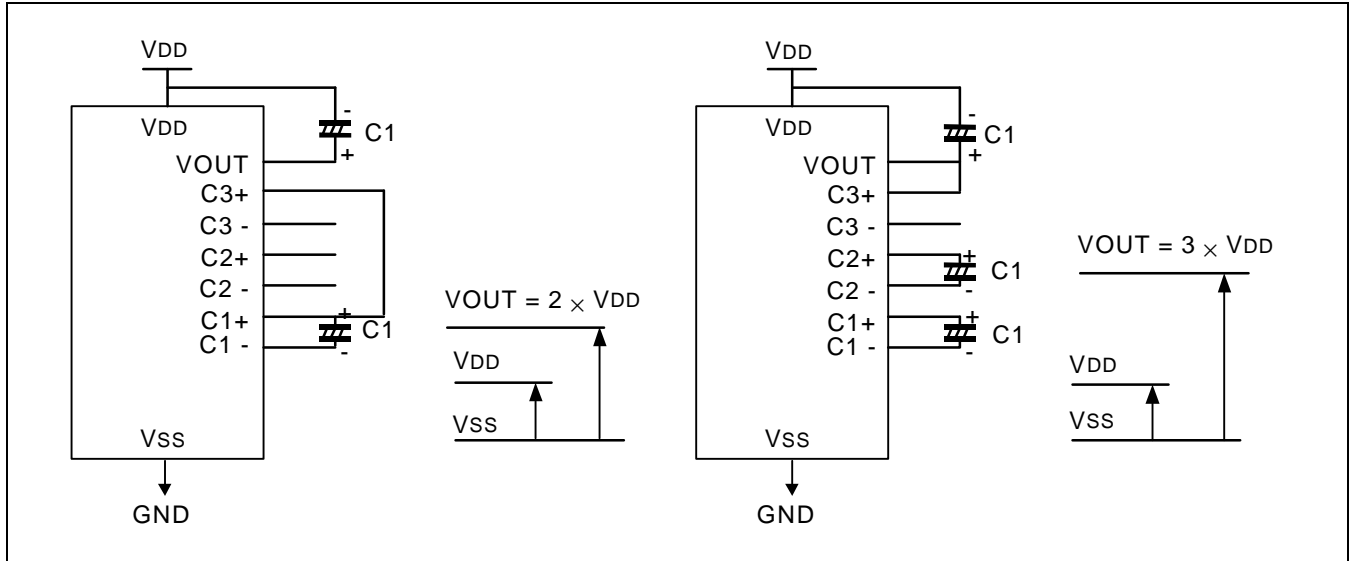 VDD
VDD
-
C1
VOUT
+
C3+
C3 -
C2+
C2 -
C1+
+
C1
C1 -
-
VSS
GND
VOUT = 2 × VDD
VDD
VSS
VDD
VDD
-
C1
VOUT
+
C3+
C3 -
C2+
+
C1
C2 -
-
C1+
+
C1
C1 -
-
VSS
GND
VOUT = 3 × VDD
VDD
VSS